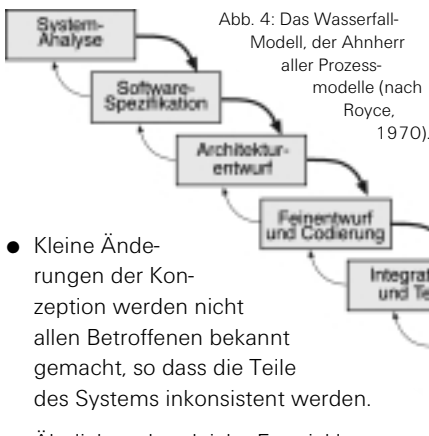 System-
Analyse
Abb. 4: Das Wasserfall-
Modell, der Ahnherr
aller Prozess-
modelle (nach
Royce,
1970).
Software-
Spezifikation
Architektur-
entwurf
Feinentwurf
und Codierung
● Kleine Ände-
rungen der Kon-
zeption werden nicht
allen Betroffenen bekannt
gemacht, so dass die Teile
des Systems inkonsistent werden.